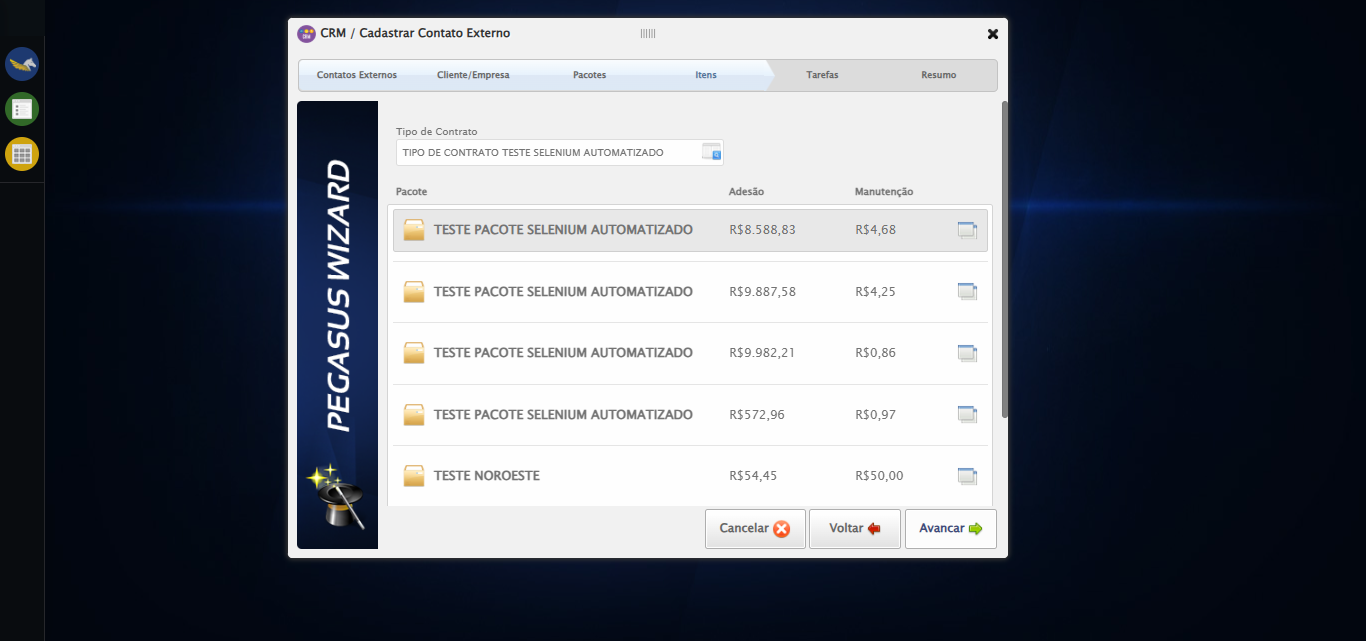 CRM / Cadastrar Contato Externo
Contatos Externos Cliente/Empresa Pacotes Itens Tarefas Resumo
PEGASUS WIZARD
Tipo de Contrato
TIPO DE CONTRATO TESTE SELENIUM AUTOMATIZADO
Pacote Adesão Manutenção
TESTE PACOTE SELENIUM AUTOMATIZADO R$8.588,83 R$4,68
TESTE PACOTE SELENIUM AUTOMATIZADO R$9.887,58 R$4,25
TESTE PACOTE SELENIUM AUTOMATIZADO R$9.982,21 R$0,86
TESTE PACOTE SELENIUM AUTOMATIZADO R$572,96 R$0,97
TESTE NOROESTE R$54,45 R$50,00
Cancelar Voltar Avancar